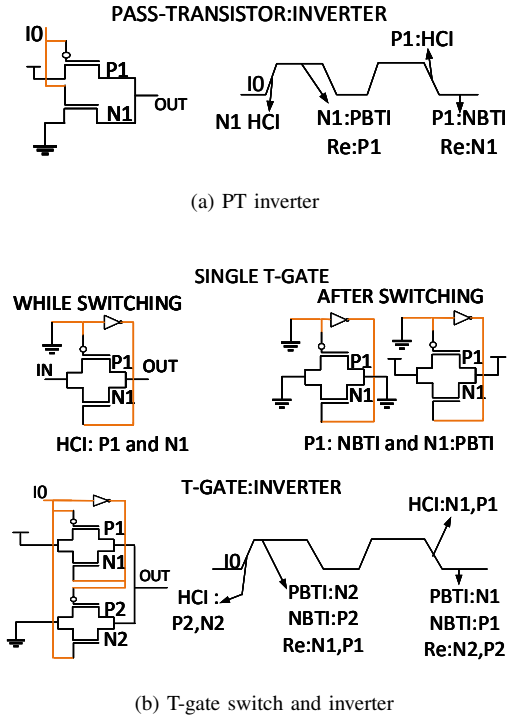 PASS-TRANSISTOR:INVERTER
I0
P1
N1
OUT
P1:HCI
I0
N1 HCI
N1:PBTI
Re:P1
P1:NBTI
Re:N1
(a) PT inverter
SINGLE T-GATE
WHILE SWITCHING
AFTER SWITCHING
IN
P1
N1
OUT
P1
N1
P1
N1
HCI: P1 and N1
P1: NBTI and N1:PBTI
T-GATE:INVERTER
I0
P1
N1
OUT
P2
N2
HCI:N1,P1
I0
HCI :
P2,N2
PBTI:N2
NBTI:P2
Re:N1,P1
PBTI:N1
NBTI:P1
Re:N2,P2
(b) T-gate switch and inverter